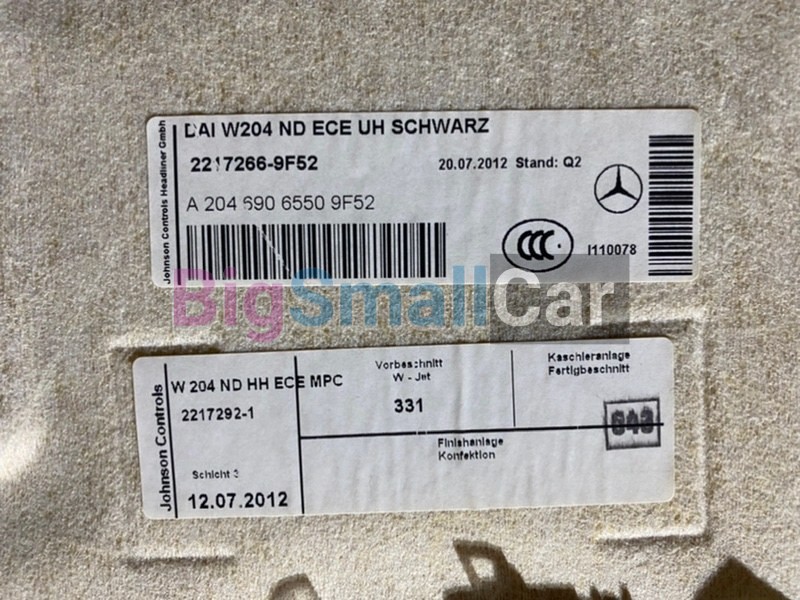 Johnson Controls Headliner Gmbh
DAI W204 ND ECE UH SCHWARZ
2217266-9F52
20.07.2012 Stand: Q2
A 204 690 6550 9F52
CCC
I110078
BigSmallCar
Johnson Controls
W 204 ND HH ECE MPC
2217292-1
Schicht 3
12.07.2012
Vorbeschnitt
W - Jet
331
Kaschieranlage
Fertigbeschnitt
643
Finishanlage
Konfektion